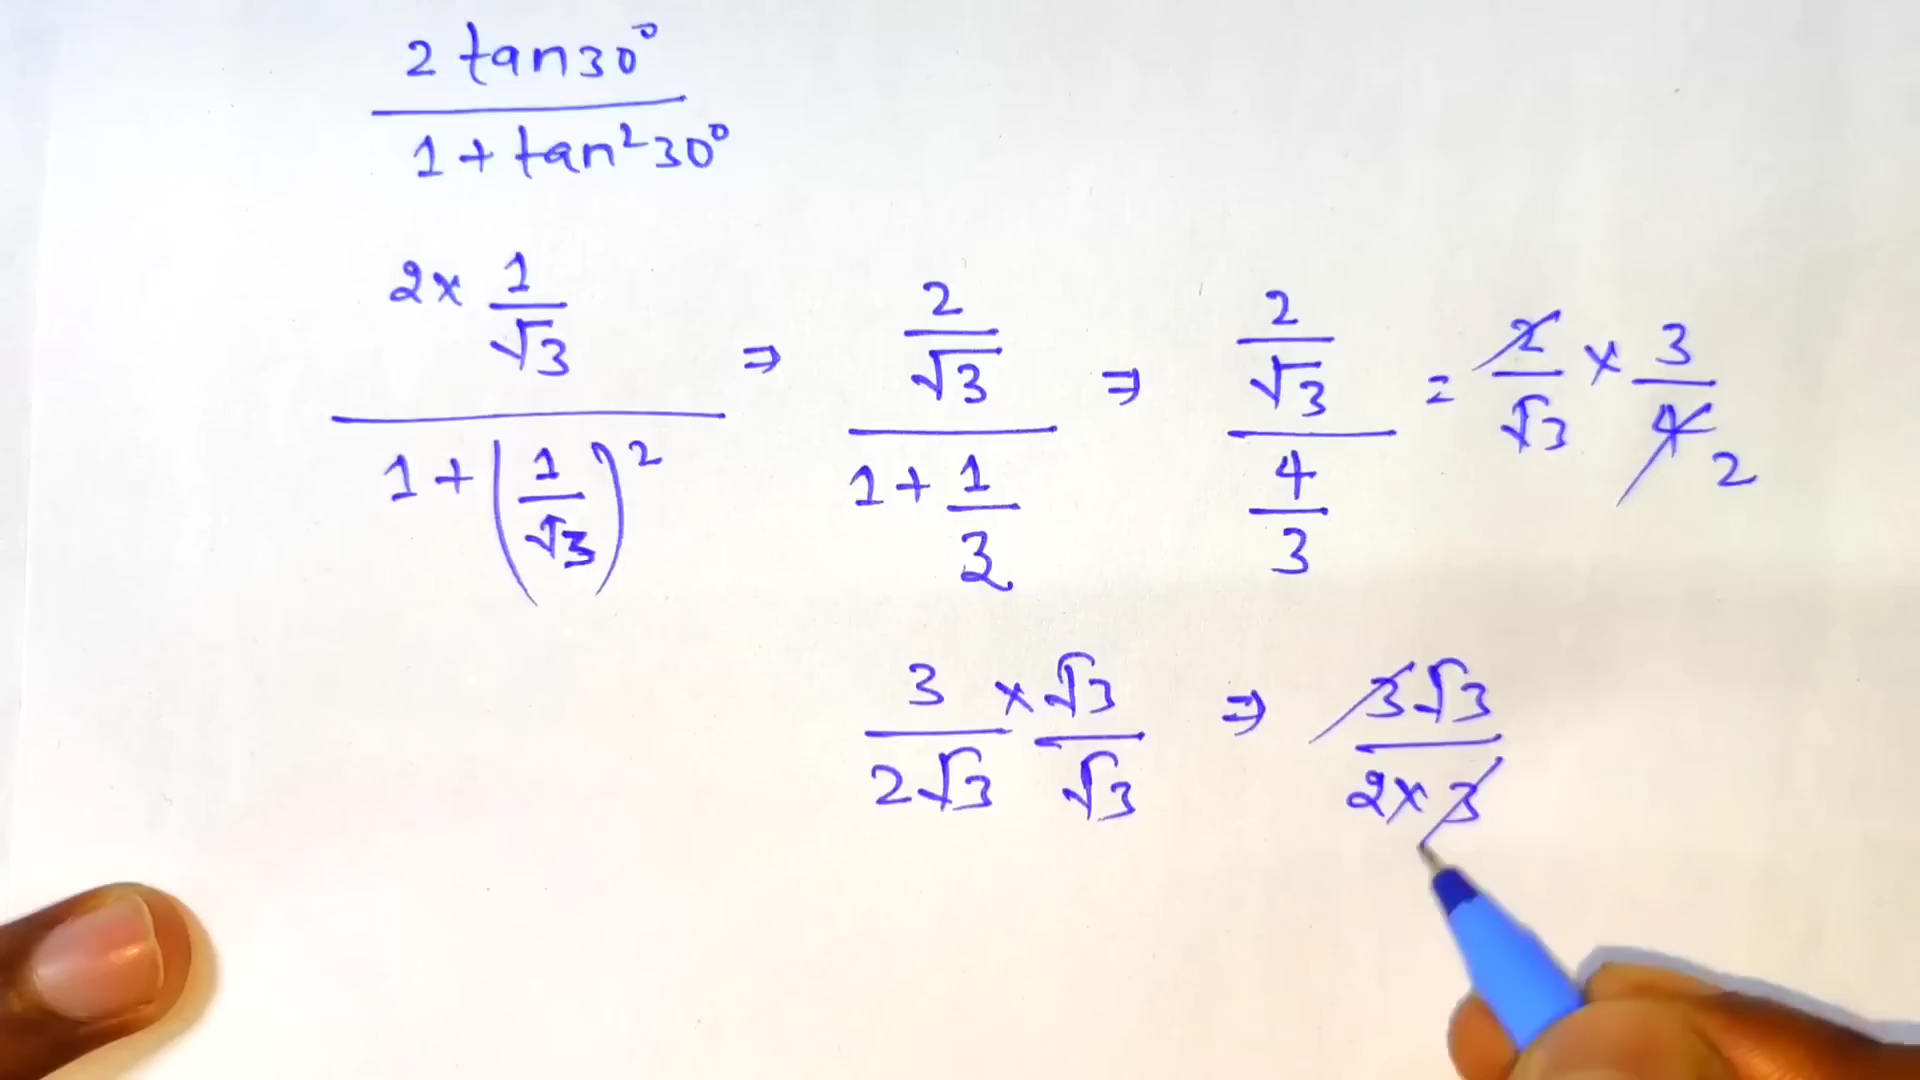 2 tan30°
1 + tan²30°
2 × 1/√3 ⇒ 2/√3 ⇒ 2/√3 = 2/√3 × 3/4 2
1 + (1/√3)² 1 + 1/3 4/3
3/2√3 × √3/√3 ⇒ 3√3
2 × 3